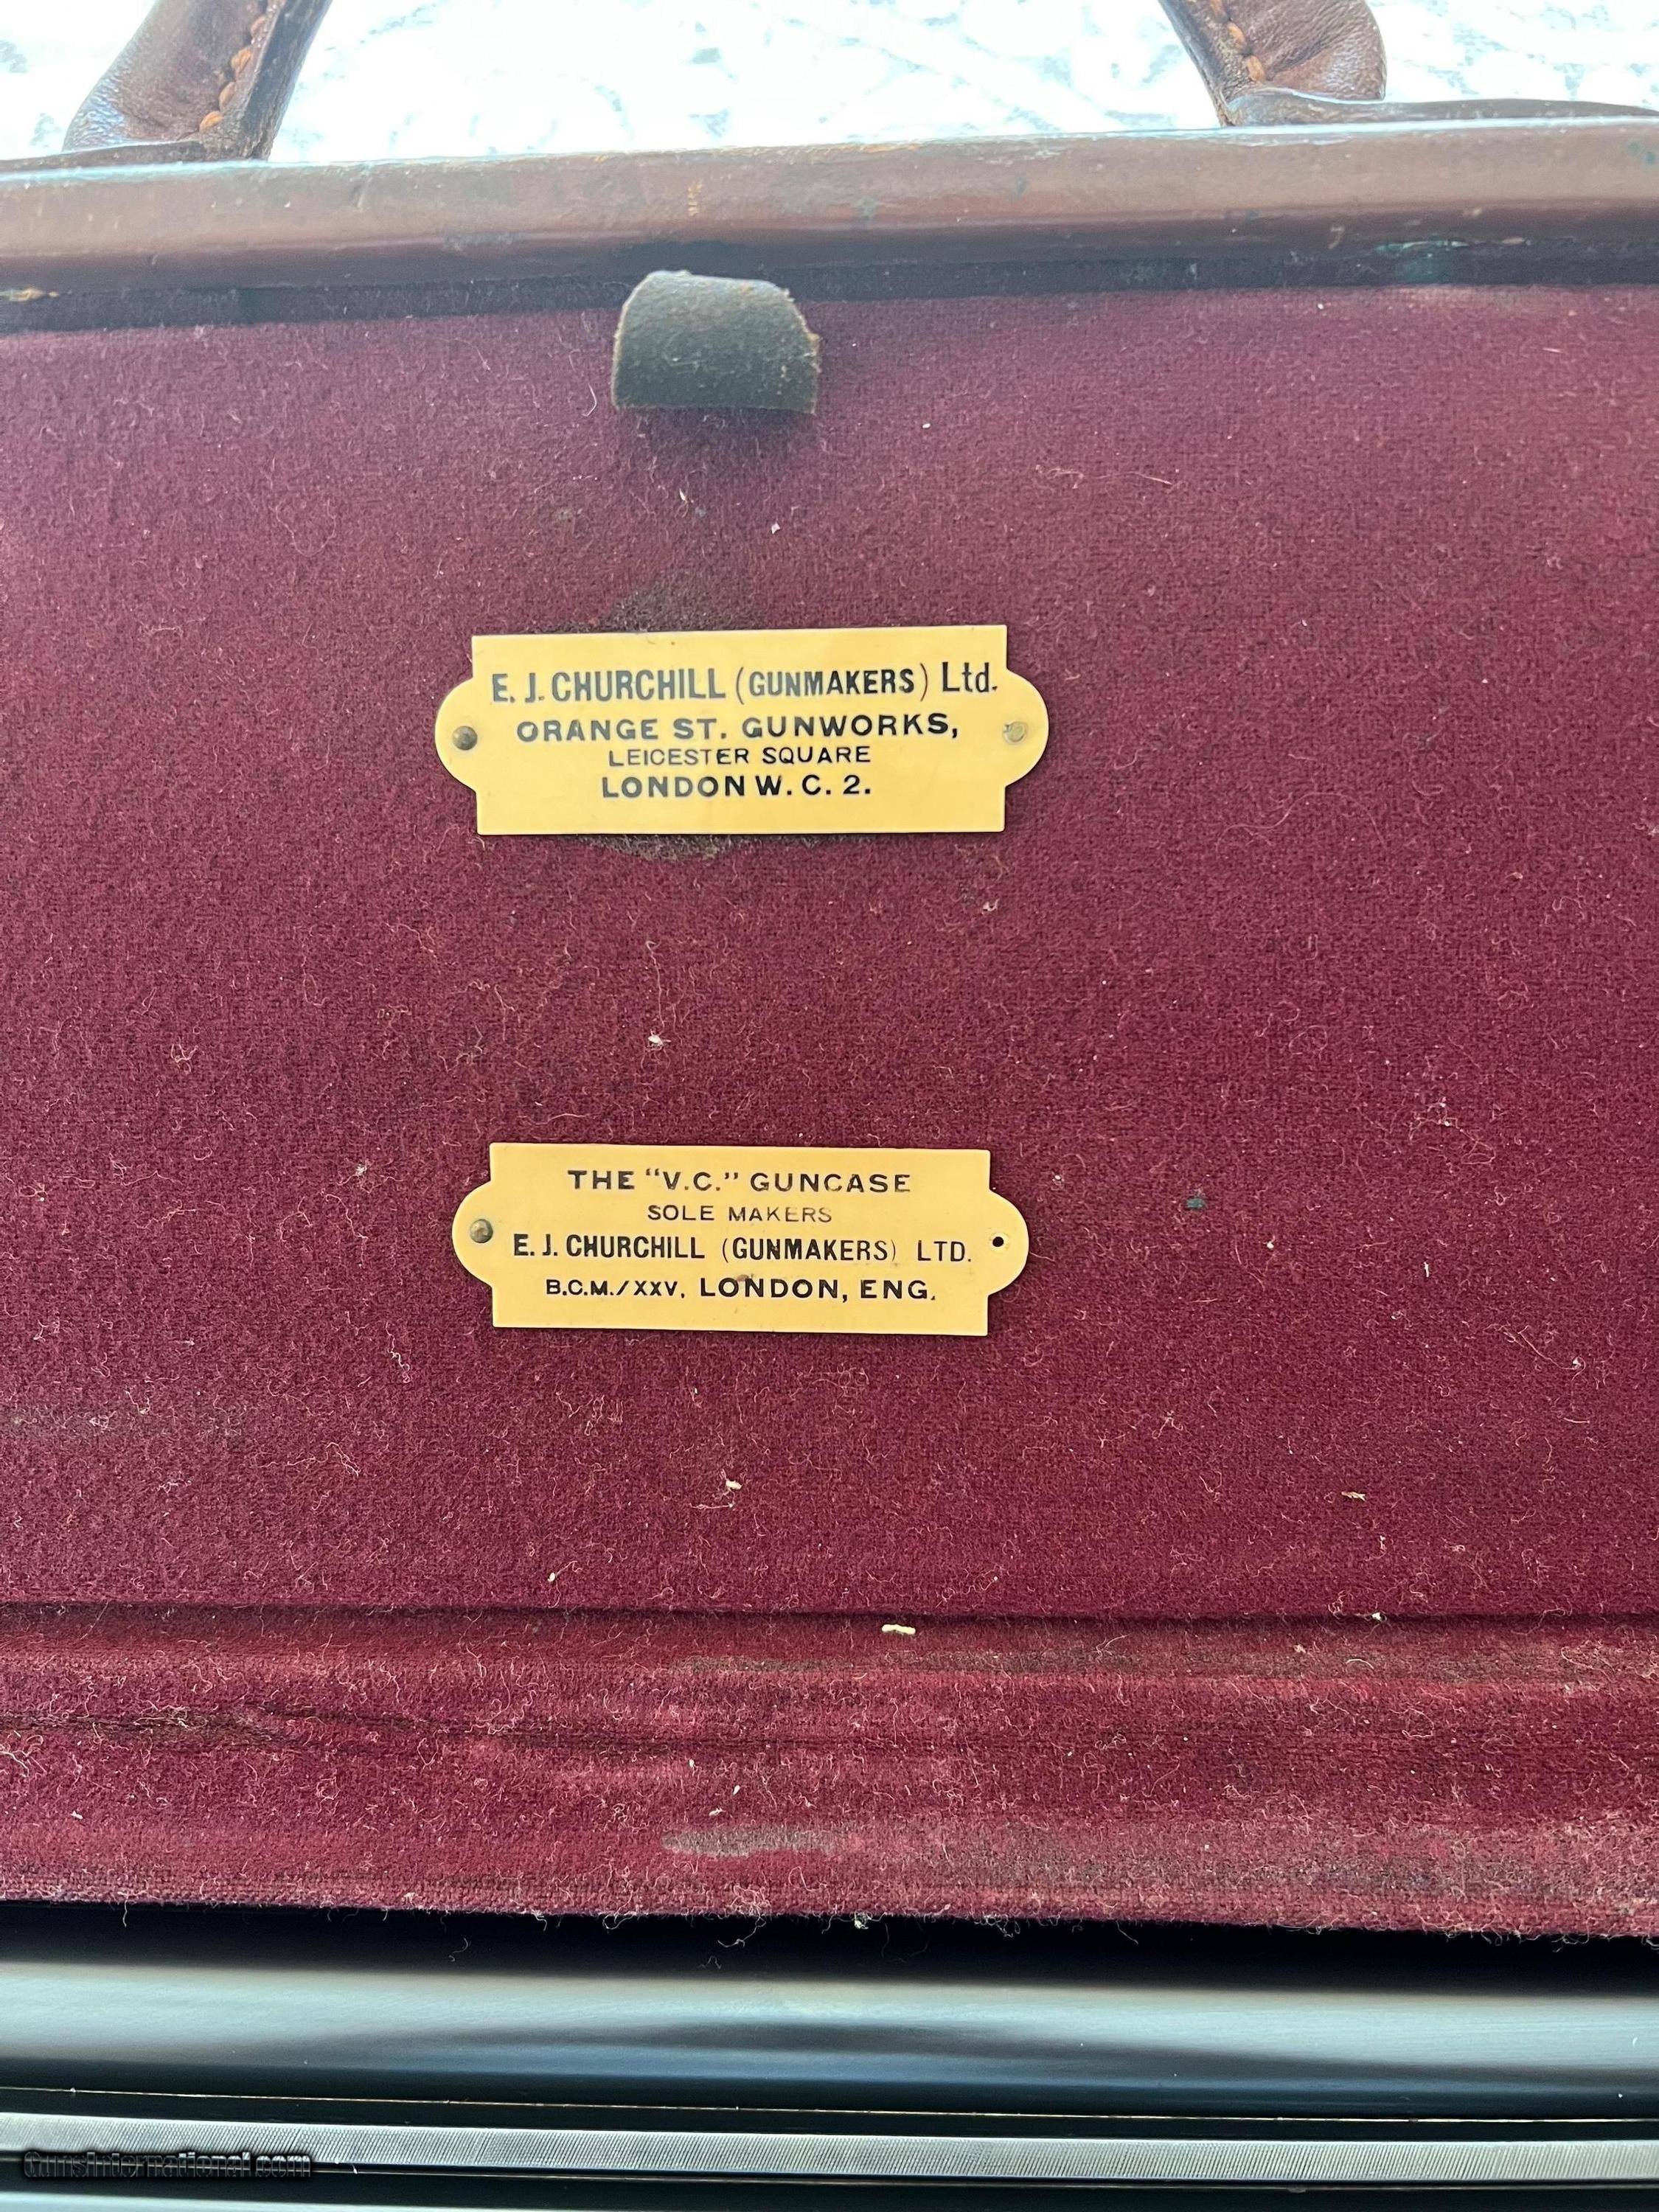 E. J. CHURCHILL (GUNMAKERS) Ltd.
ORANGE ST. GUNWORKS,
LEICESTER SQUARE
LONDON W. C. 2.
THE "V.C." GUNCASE
SOLE MAKERS
E. J. CHURCHILL (GUNMAKERS) LTD.
B.C.M./XXV, LONDON, ENG.
GunsInternational.com